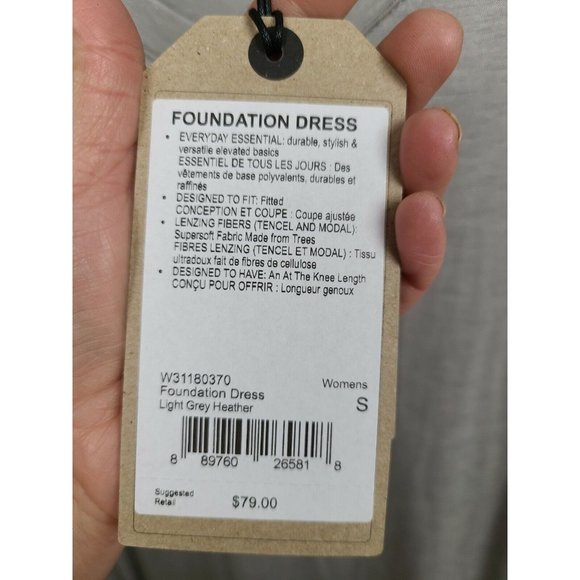 FOUNDATION DRESS
• EVERYDAY ESSENTIAL: durable, stylish &
versatile elevated basics
ESSENTIEL DE TOUS LES JOURS : Des
vêtements de base polyvalents, durables et
raffinés
• DESIGNED TO FIT: Fitted
CONCEPTION ET COUPE : Coupe ajustée
• LENZING FIBERS (TENCEL AND MODAL):
Supersoft Fabric Made from Trees
FIBRES LENZING (TENCEL ET MODAL) : Tissu
ultradoux fait de fibres de cellulose
• DESIGNED TO HAVE: An At The Knee Length
CONÇU POUR OFFRIR : Longueur genoux
W31180370
Foundation Dress
Light Grey Heather
Womens
S
8 89760 26581 8
Suggested
Retail
$79.00